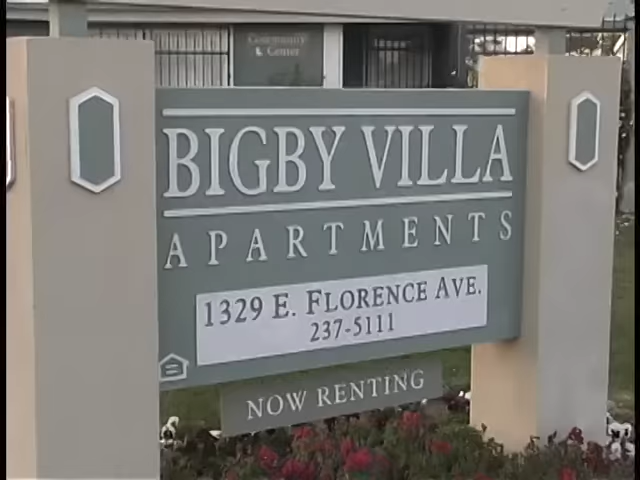 Community
& Center
BIGBY VILLA
APARTMENTS
1329 E. FLORENCE AVE.
237-5111
NOW RENTING